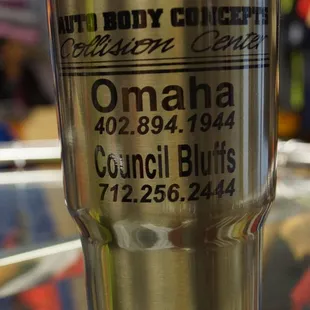 AUTO BODY CONCEPTS
Collision Center
Omaha
402.894.1944
Council Bluffs
712.256.2444